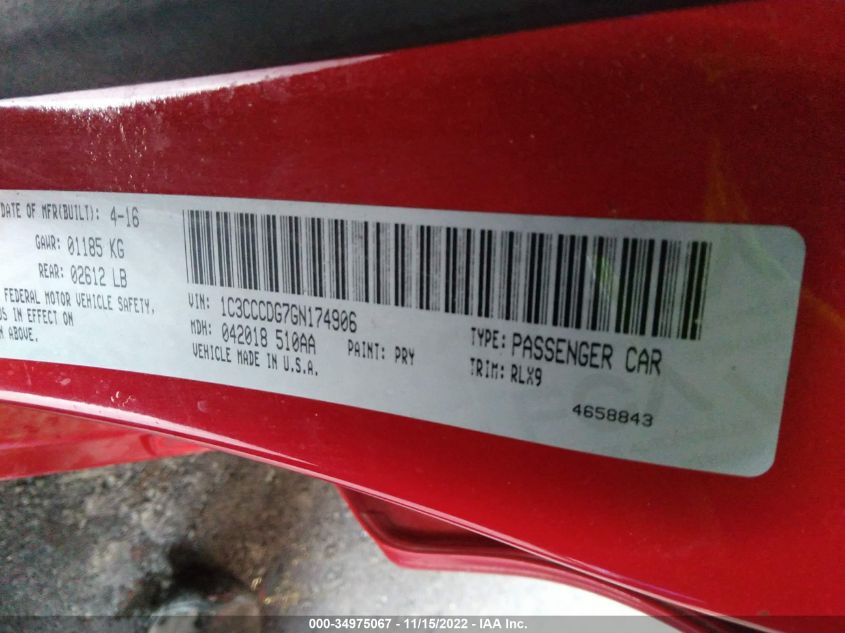 DATE OF MFR(BUILT): 4-16
GAWR: 01185 KG
REAR: 02612 LB
FEDERAL MOTOR VEHICLE SAFETY,
US IN EFFECT ON
N ABOVE.
VIN: 1C3CCCDG7GN174906
MDH: 042018 510AA PAINT: PRY
VEHICLE MADE IN U.S.A.
TYPE: PASSENGER CAR
TRIM: RLX9
4658843
000-34975067 - 11/15/2022 - IAA Inc.